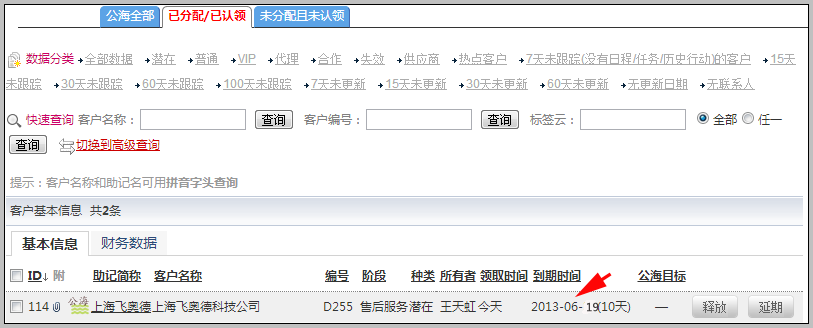 公海全部 已分配/已认领 未分配且未认领
数据分类 全部数据 潜在 普通 VIP 代理 合作 失效 供应商 热点客户 7天未跟踪(没有日程/任务/历史行动)的客户 15天
未跟踪 30天未跟踪 60天未跟踪 100天未跟踪 7天未更新 15天未更新 30天未更新 60天未更新 无更新日期 无联系人
快速查询 客户名称： 查询 客户编号： 查询 标签云： 全部 任一
查询 切换到高级查询
提示：客户名称和助记名可用拼音字头查询
客户基本信息 共2条
基本信息 财务数据
ID↓ 附 助记简称 客户名称 编号 阶段 种类 所有者 领取时间 到期时间 公海目标
114 公海 上海飞奥德 上海飞奥德科技公司 D255 售后服务 潜在 王天虹 今天 2013-06-19(10天) — 释放 延期